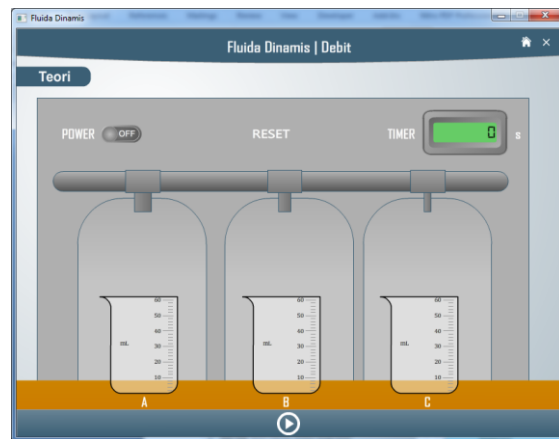 Fluida Dinamis
Fluida Dinamis | Debit
Teori
POWER OFF RESET TIMER 0 s
60 60 60
50 50 50
40 40 40
mL 30 mL 30 mL 30
20 20 20
10 10 10
A B C